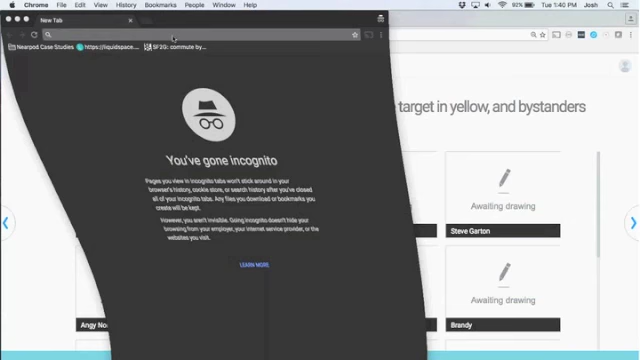 Chrome File Edit View History Bookmarks People Window Help
92% Tue 1:40 PM Josh
New Tab
Nearpod Case Studies https://liquidspace.... SF2G: commute by...
target in yellow, and bystanders
You've gone incognito
Pages you view in incognito tabs won't stick around in your
browser's history, cookie store, or search history after you've closed
all of your incognito tabs. Any files you download or bookmarks you
create will be kept.
However, you aren't invisible. Going incognito doesn't hide your
browsing from your employer, your internet service provider, or the
websites you visit.
LEARN MORE
Awaiting drawing
Steve Garton
Awaiting drawing
Angy
Brandy